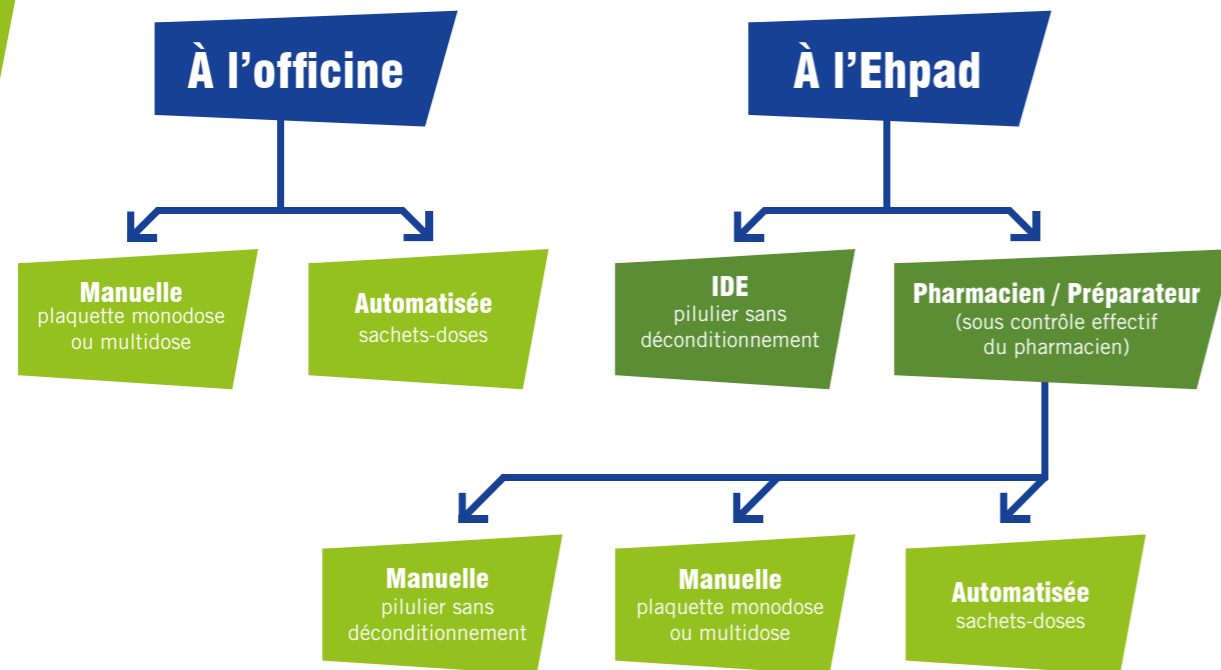 À l’officine
À l’Ehpad
Manuelle
plaquette monodose
ou multidose
Automatisée
sachets-doses
IDE
pilulier sans
déconditionnement
Pharmacien / Préparateur
(sous contrôle effectif
du pharmacien)
Manuelle
pilulier sans
déconditionnement
Manuelle
plaquette monodose
ou multidose
Automatisée
sachets-doses